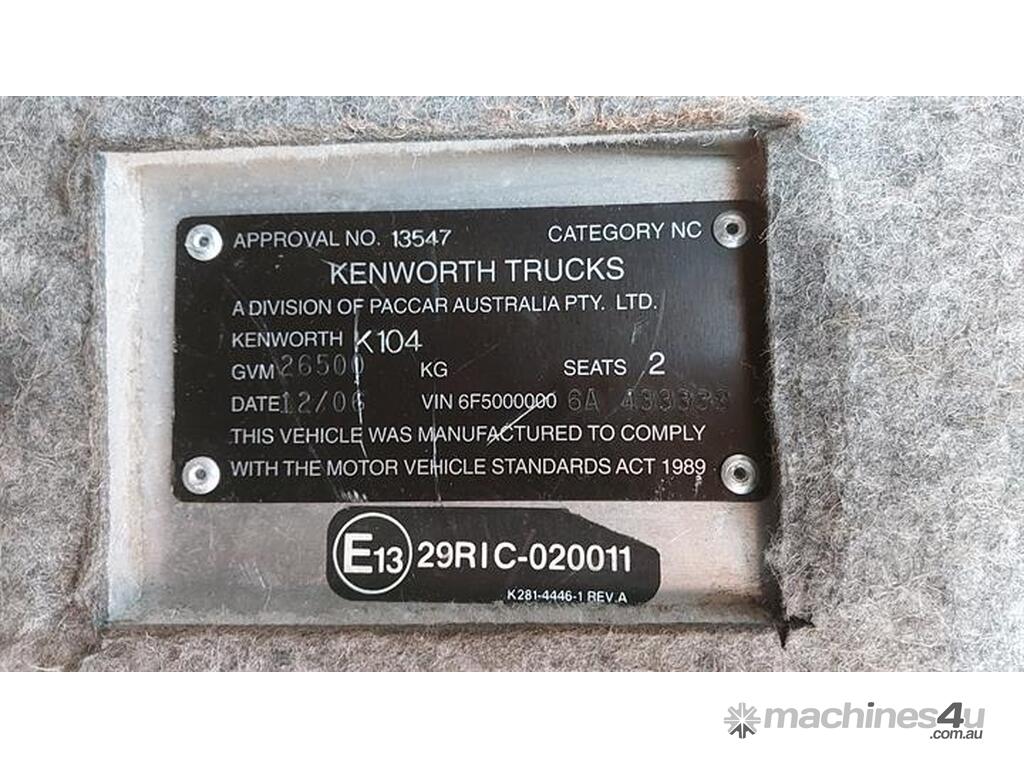 APPROVAL NO. 13547 CATEGORY NC
KENWORTH TRUCKS
A DIVISION OF PACCAR AUSTRALIA PTY. LTD.
KENWORTH K104
GVM 26500 KG SEATS 2
DATE 12/06 VIN 6F5000000 6A 433333
THIS VEHICLE WAS MANUFACTURED TO COMPLY
WITH THE MOTOR VEHICLE STANDARDS ACT 1989
E13 29RIC-020011
K281-4446-1 REV.A
machines4u
.com.au